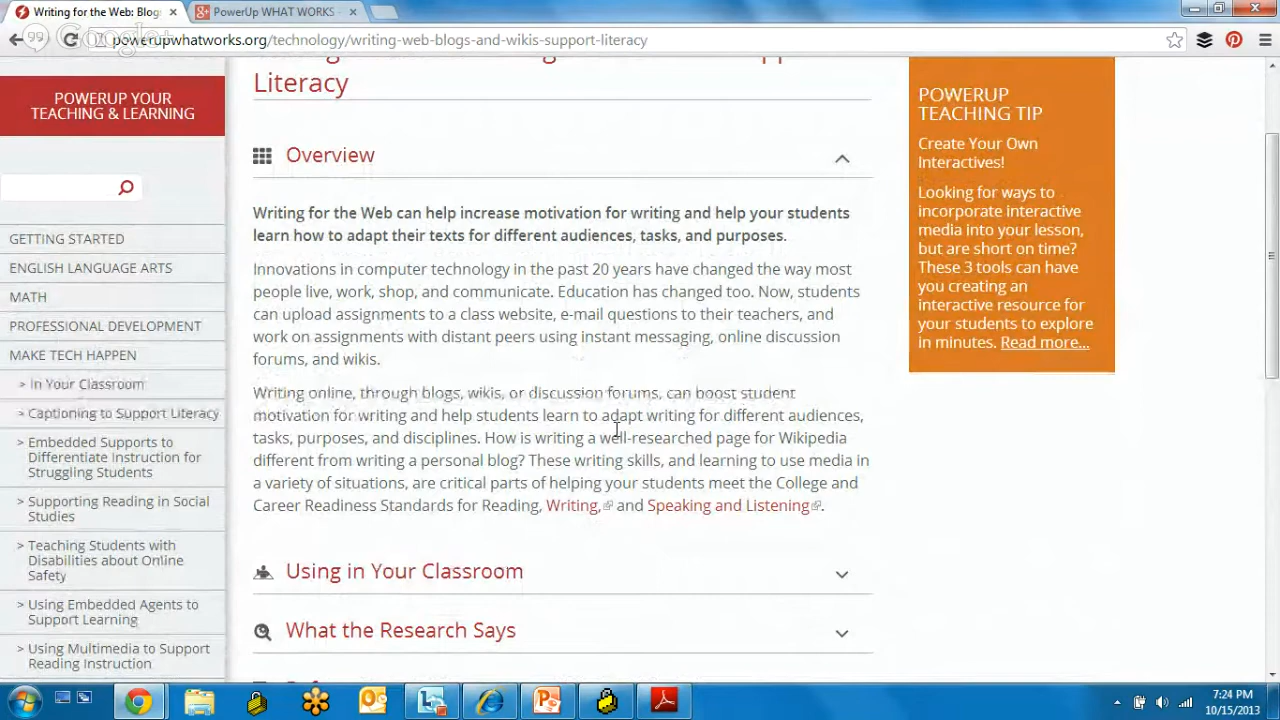 Writing for the Web: Blog:
PowerUp WHAT WORKS -
Google+
powerupwhatworks.org/technology/writing-web-blogs-and-wikis-support-literacy
POWERUP YOUR
TEACHING & LEARNING
GETTING STARTED
ENGLISH LANGUAGE ARTS
MATH
PROFESSIONAL DEVELOPMENT
MAKE TECH HAPPEN
> In Your Classroom
> Captioning to Support Literacy
> Embedded Supports to
Differentiate Instruction for
Struggling Students
> Supporting Reading in Social
Studies
> Teaching Students with
Disabilities about Online
Safety
> Using Embedded Agents to
Support Learning
> Using Multimedia to Support
Reading Instruction
Literacy
Overview
Writing for the Web can help increase motivation for writing and help your students
learn how to adapt their texts for different audiences, tasks, and purposes.
Innovations in computer technology in the past 20 years have changed the way most
people live, work, shop, and communicate. Education has changed too. Now, students
can upload assignments to a class website, e-mail questions to their teachers, and
work on assignments with distant peers using instant messaging, online discussion
forums, and wikis.
Writing online, through blogs, wikis, or discussion forums, can boost student
motivation for writing and help students learn to adapt writing for different audiences,
tasks, purposes, and disciplines. How is writing a well-researched page for Wikipedia
different from writing a personal blog? These writing skills, and learning to use media in
a variety of situations, are critical parts of helping your students meet the College and
Career Readiness Standards for Reading, Writing, and Speaking and Listening.
Using in Your Classroom
What the Research Says
POWERUP
TEACHING TIP
Create Your Own
Interactives!
Looking for ways to
incorporate interactive
media into your lesson,
but are short on time?
These 3 tools can have
you creating an
interactive resource for
your students to explore
in minutes. Read more...
7:24 PM
10/15/2013